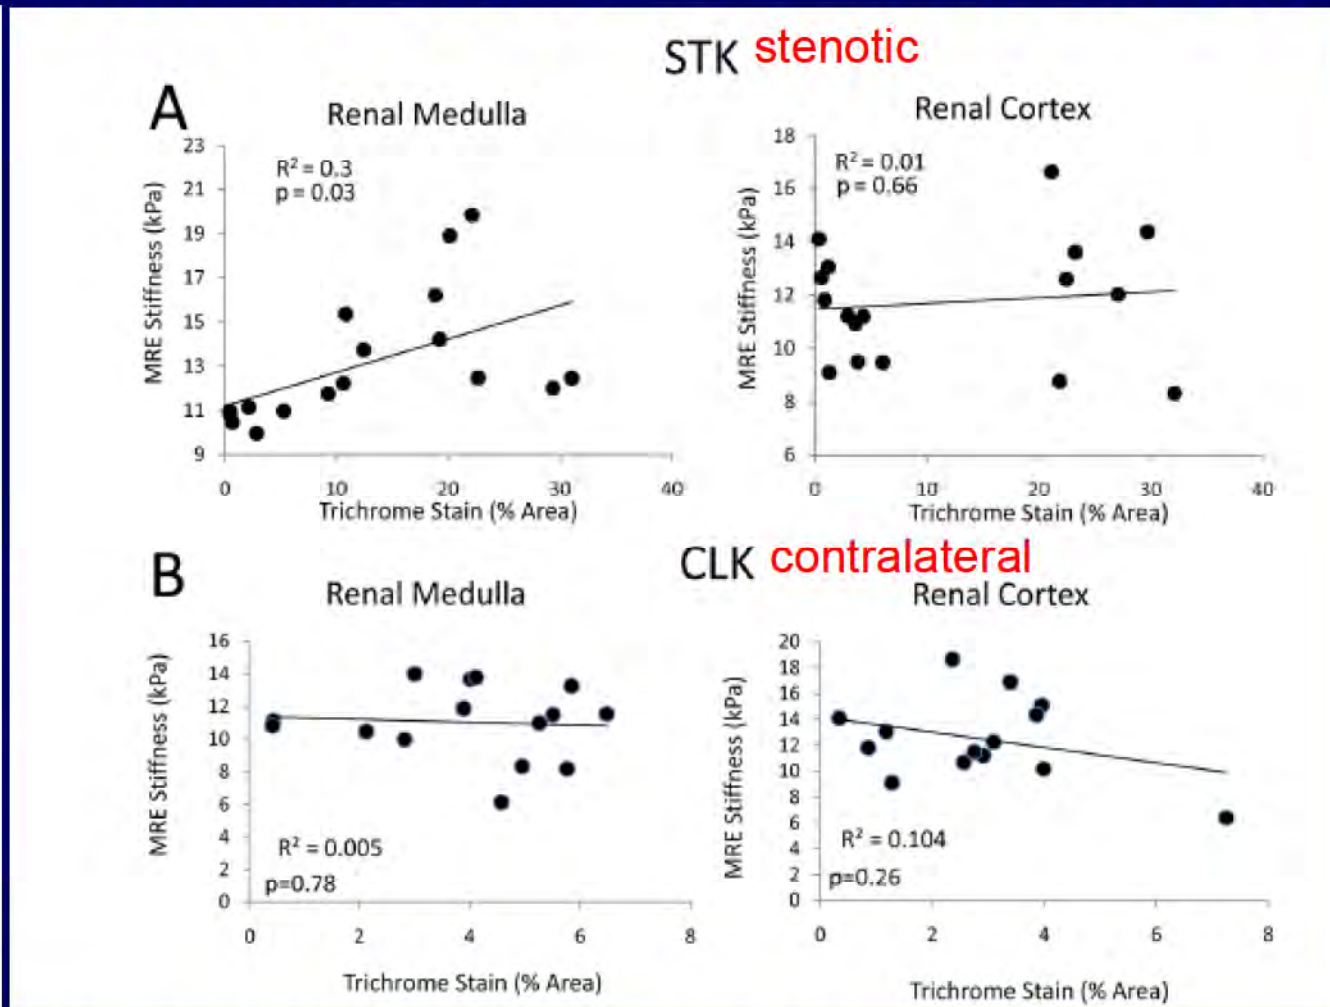 STK stenotic
A
Renal Medulla
R² = 0.3
p = 0.03
MRE Stiffness (kPa)
23
21
19
17
15
13
11
9
0 10 20 30 40
Trichrome Stain (% Area)
Renal Cortex
R² = 0.01
p = 0.66
MRE Stiffness (kPa)
18
16
14
12
10
8
6
0 10 20 30 40
Trichrome Stain (% Area)
CLK contralateral
B
Renal Medulla
MRE Stiffness (kPa)
16
14
12
10
8
6
4
2
0
R² = 0.005
p=0.78
0 2 4 6 8
Trichrome Stain (% Area)
Renal Cortex
MRE Stiffness (kPa)
20
18
16
14
12
10
8
6
4
2
0
R² = 0.104
p=0.26
0 2 4 6 8
Trichrome Stain (% Area)